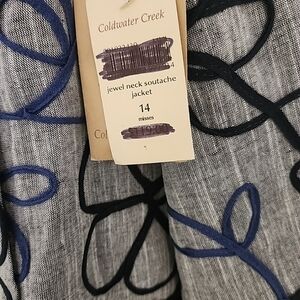 Coldwater Creek
jewel neck soutache
jacket
14
misses